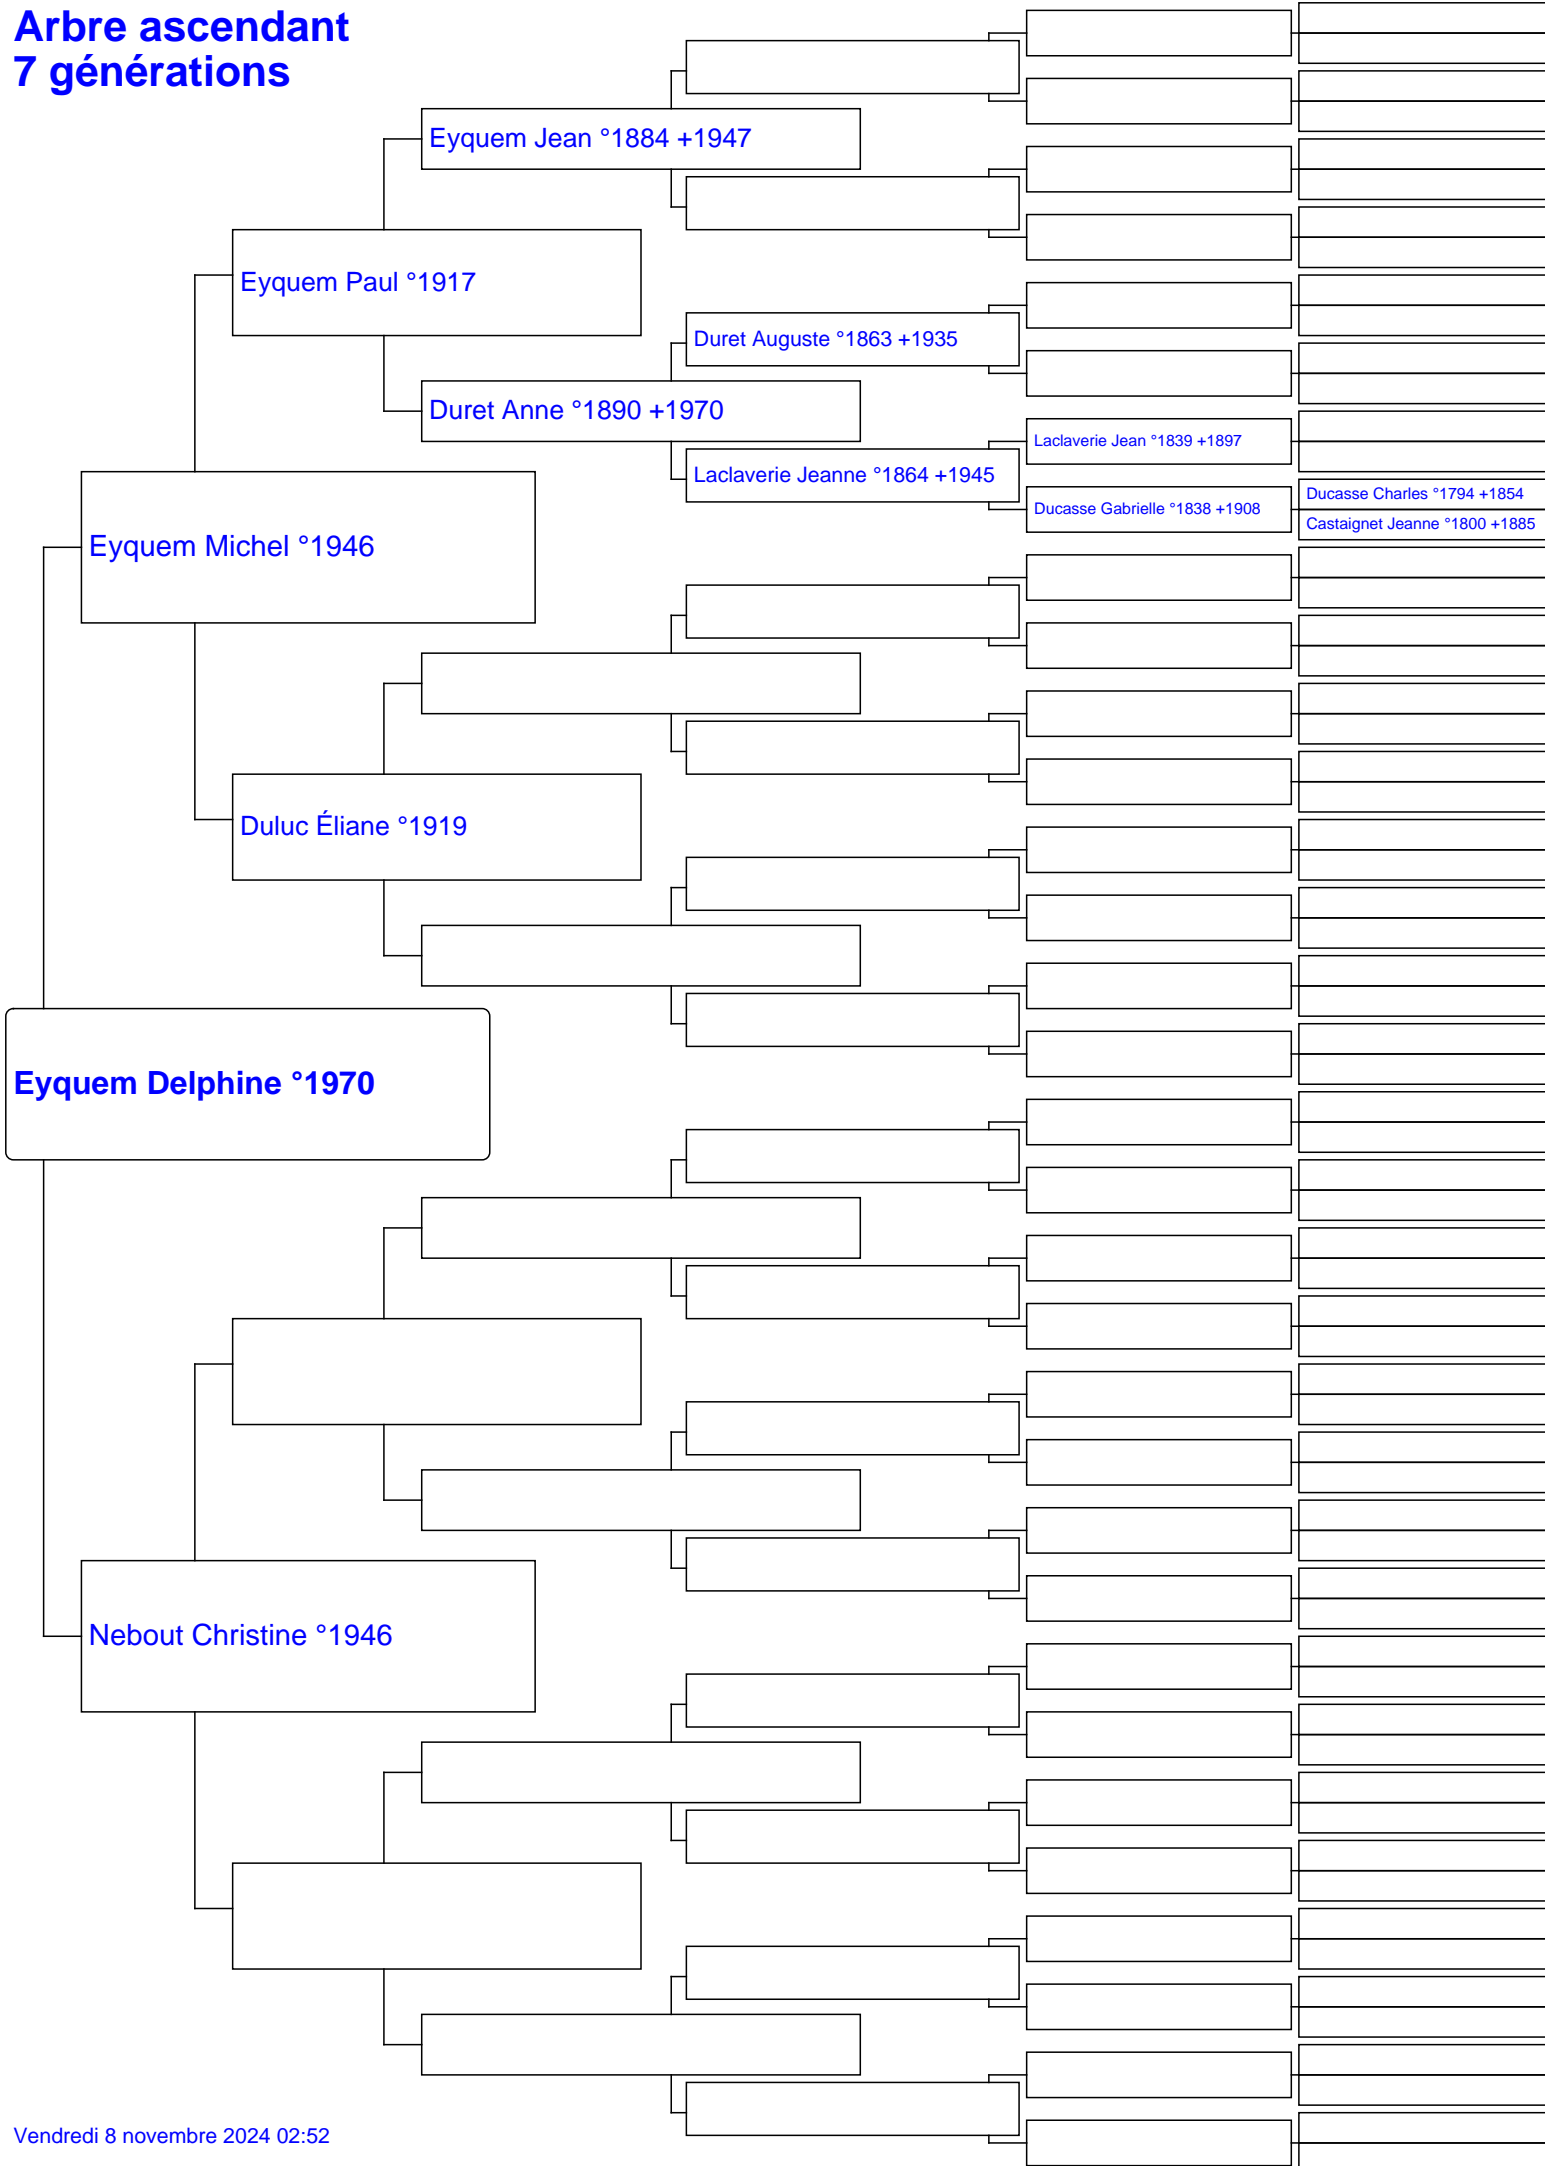 Arbre ascendant
7 générations
Eyquem Jean °1884 +1947
Eyquem Paul °1917
Duret Auguste °1863 +1935
Duret Anne °1890 +1970
Laclaverie Jean °1839 +1897
Laclaverie Jeanne °1864 +1945
Ducasse Charles °1794 +1854
Ducasse Gabrielle °1838 +1908
Castaignet Jeanne °1800 +1885
Eyquem Michel °1946
Duluc Éliane °1919
Eyquem Delphine °1970
Nebout Christine °1946
Vendredi 8 novembre 2024 02:52